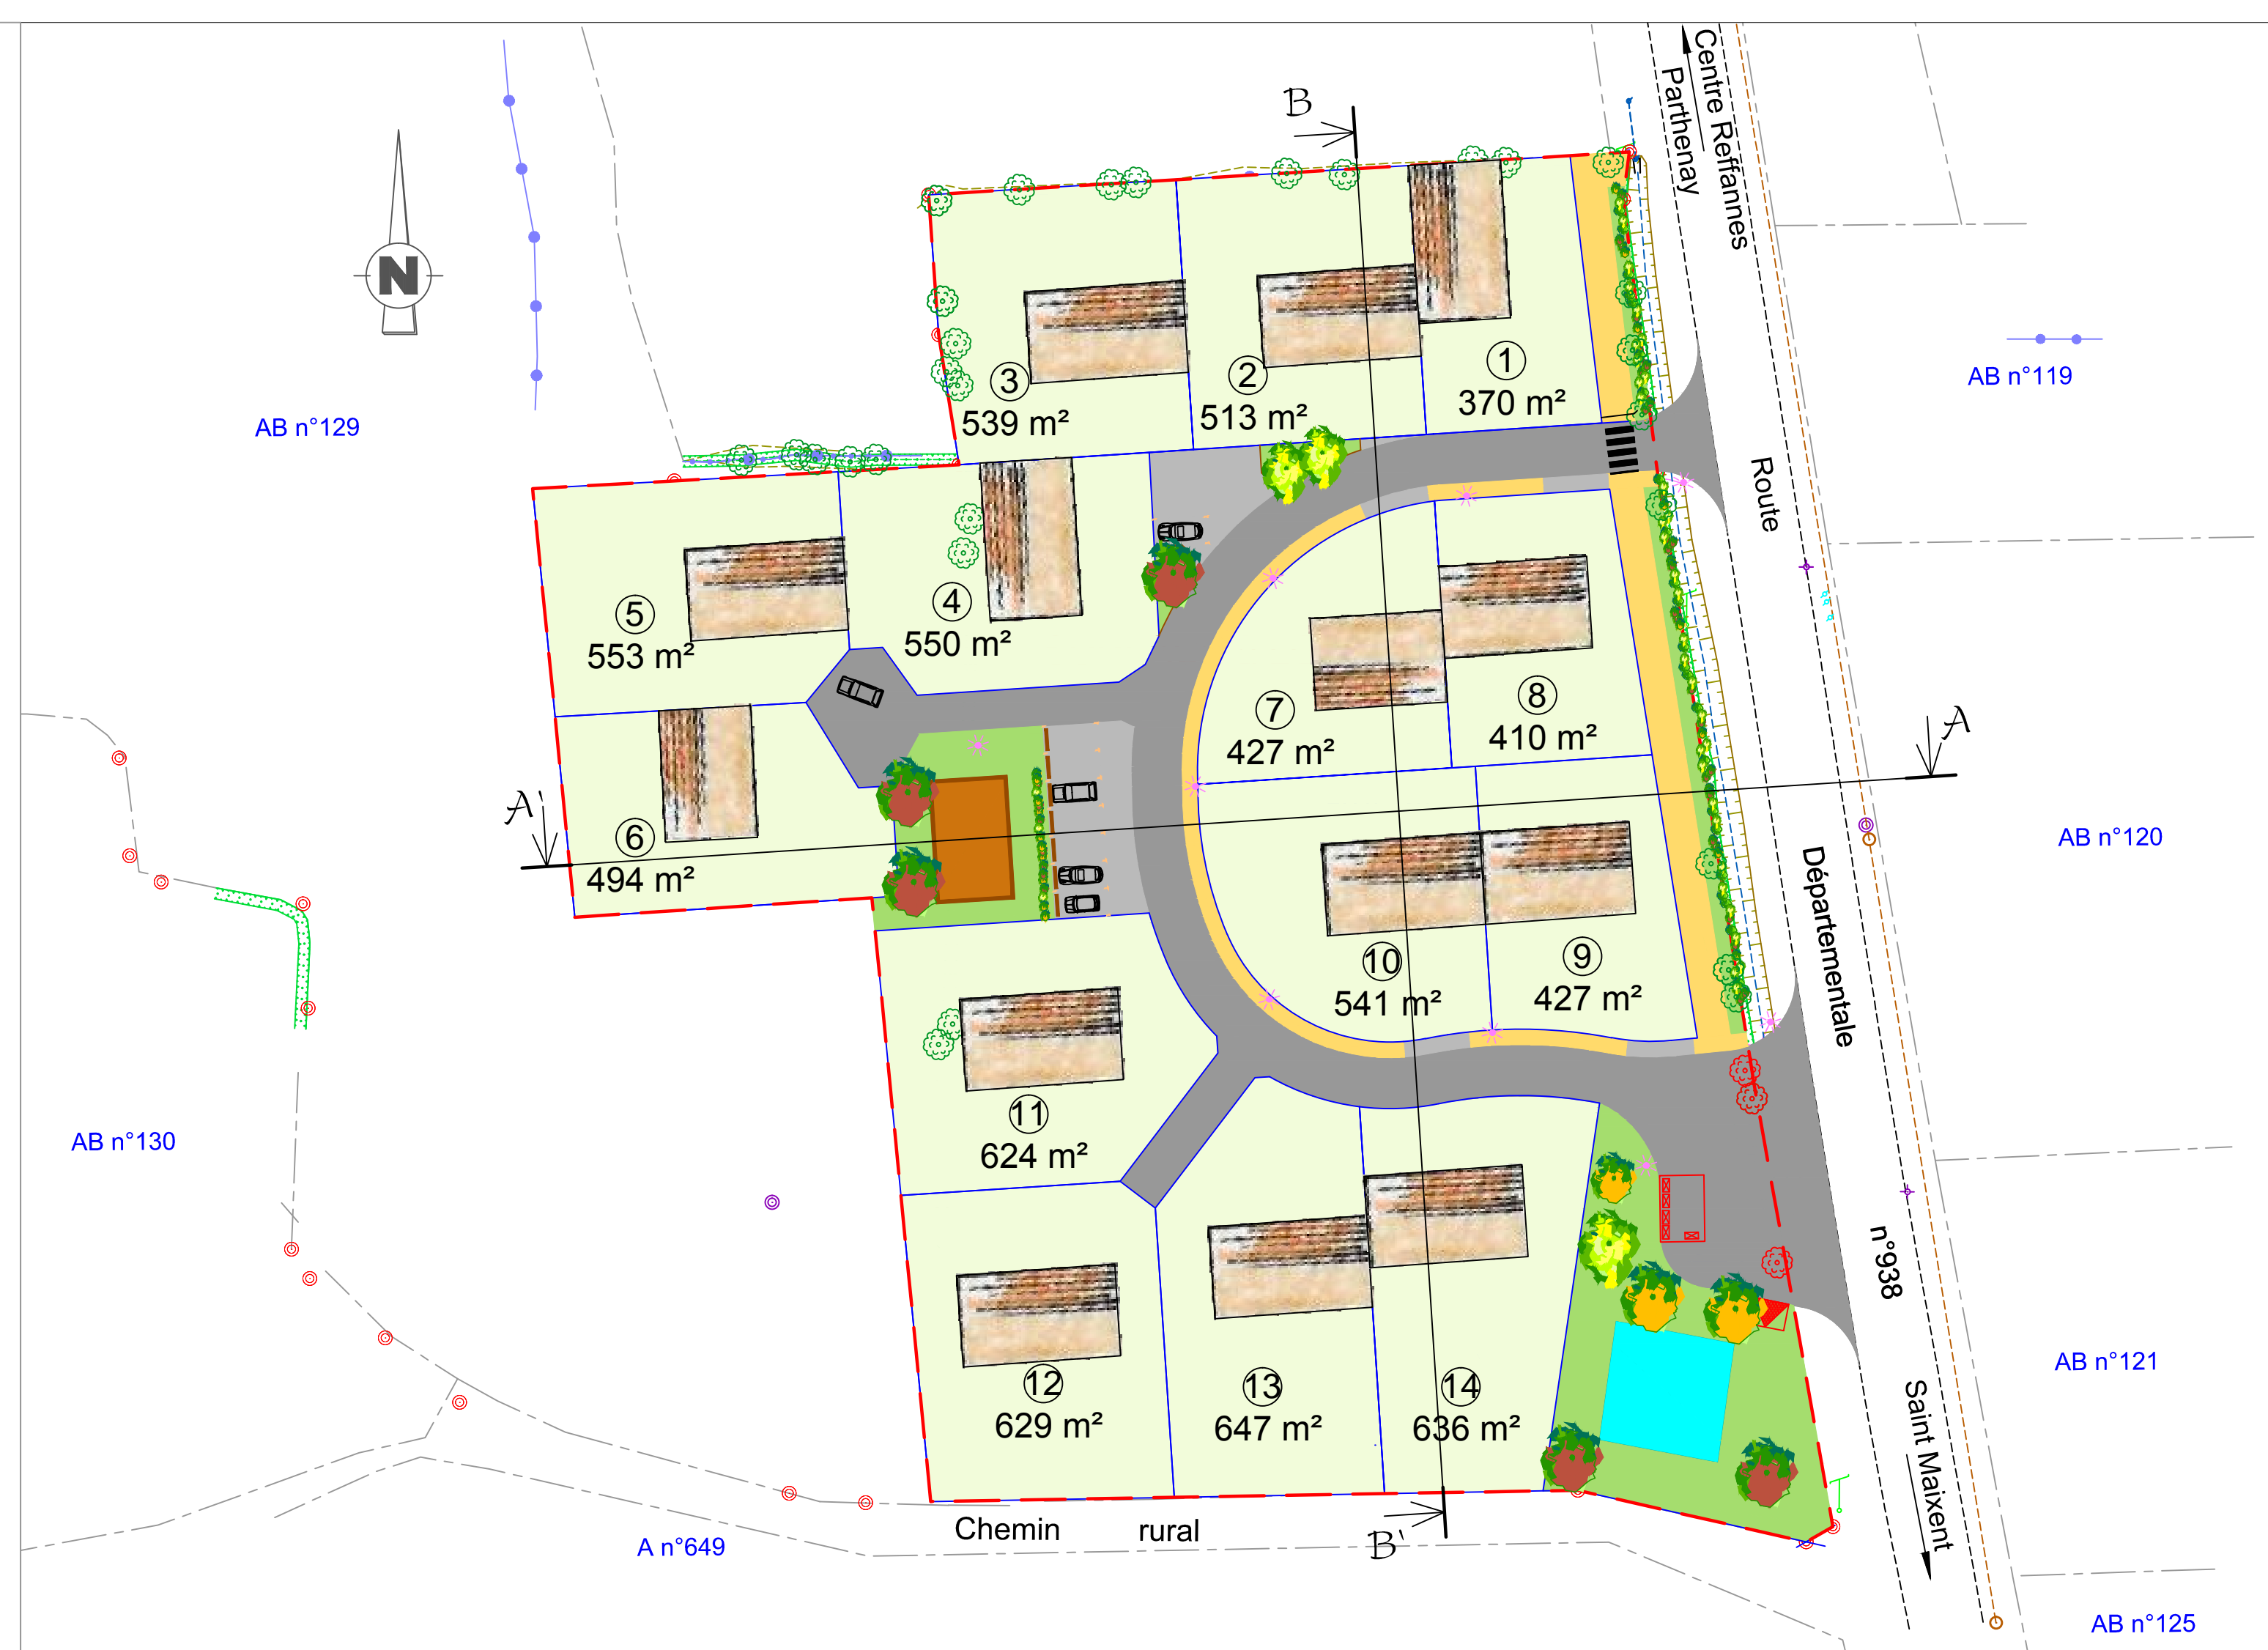 B
Centre Reffannes
Parthenay
N
AB n°119
1
370 m²
2
513 m²
3
539 m²
AB n°129
Route
4
550 m²
5
553 m²
7
427 m²
8
410 m²
A
A'
6
494 m²
AB n°120
Départementale
10
541 m²
9
427 m²
11
624 m²
AB n°130
n°938
AB n°121
12
629 m²
13
647 m²
14
636 m²
Saint Maixent
Chemin rural
B'
A n°649
AB n°125